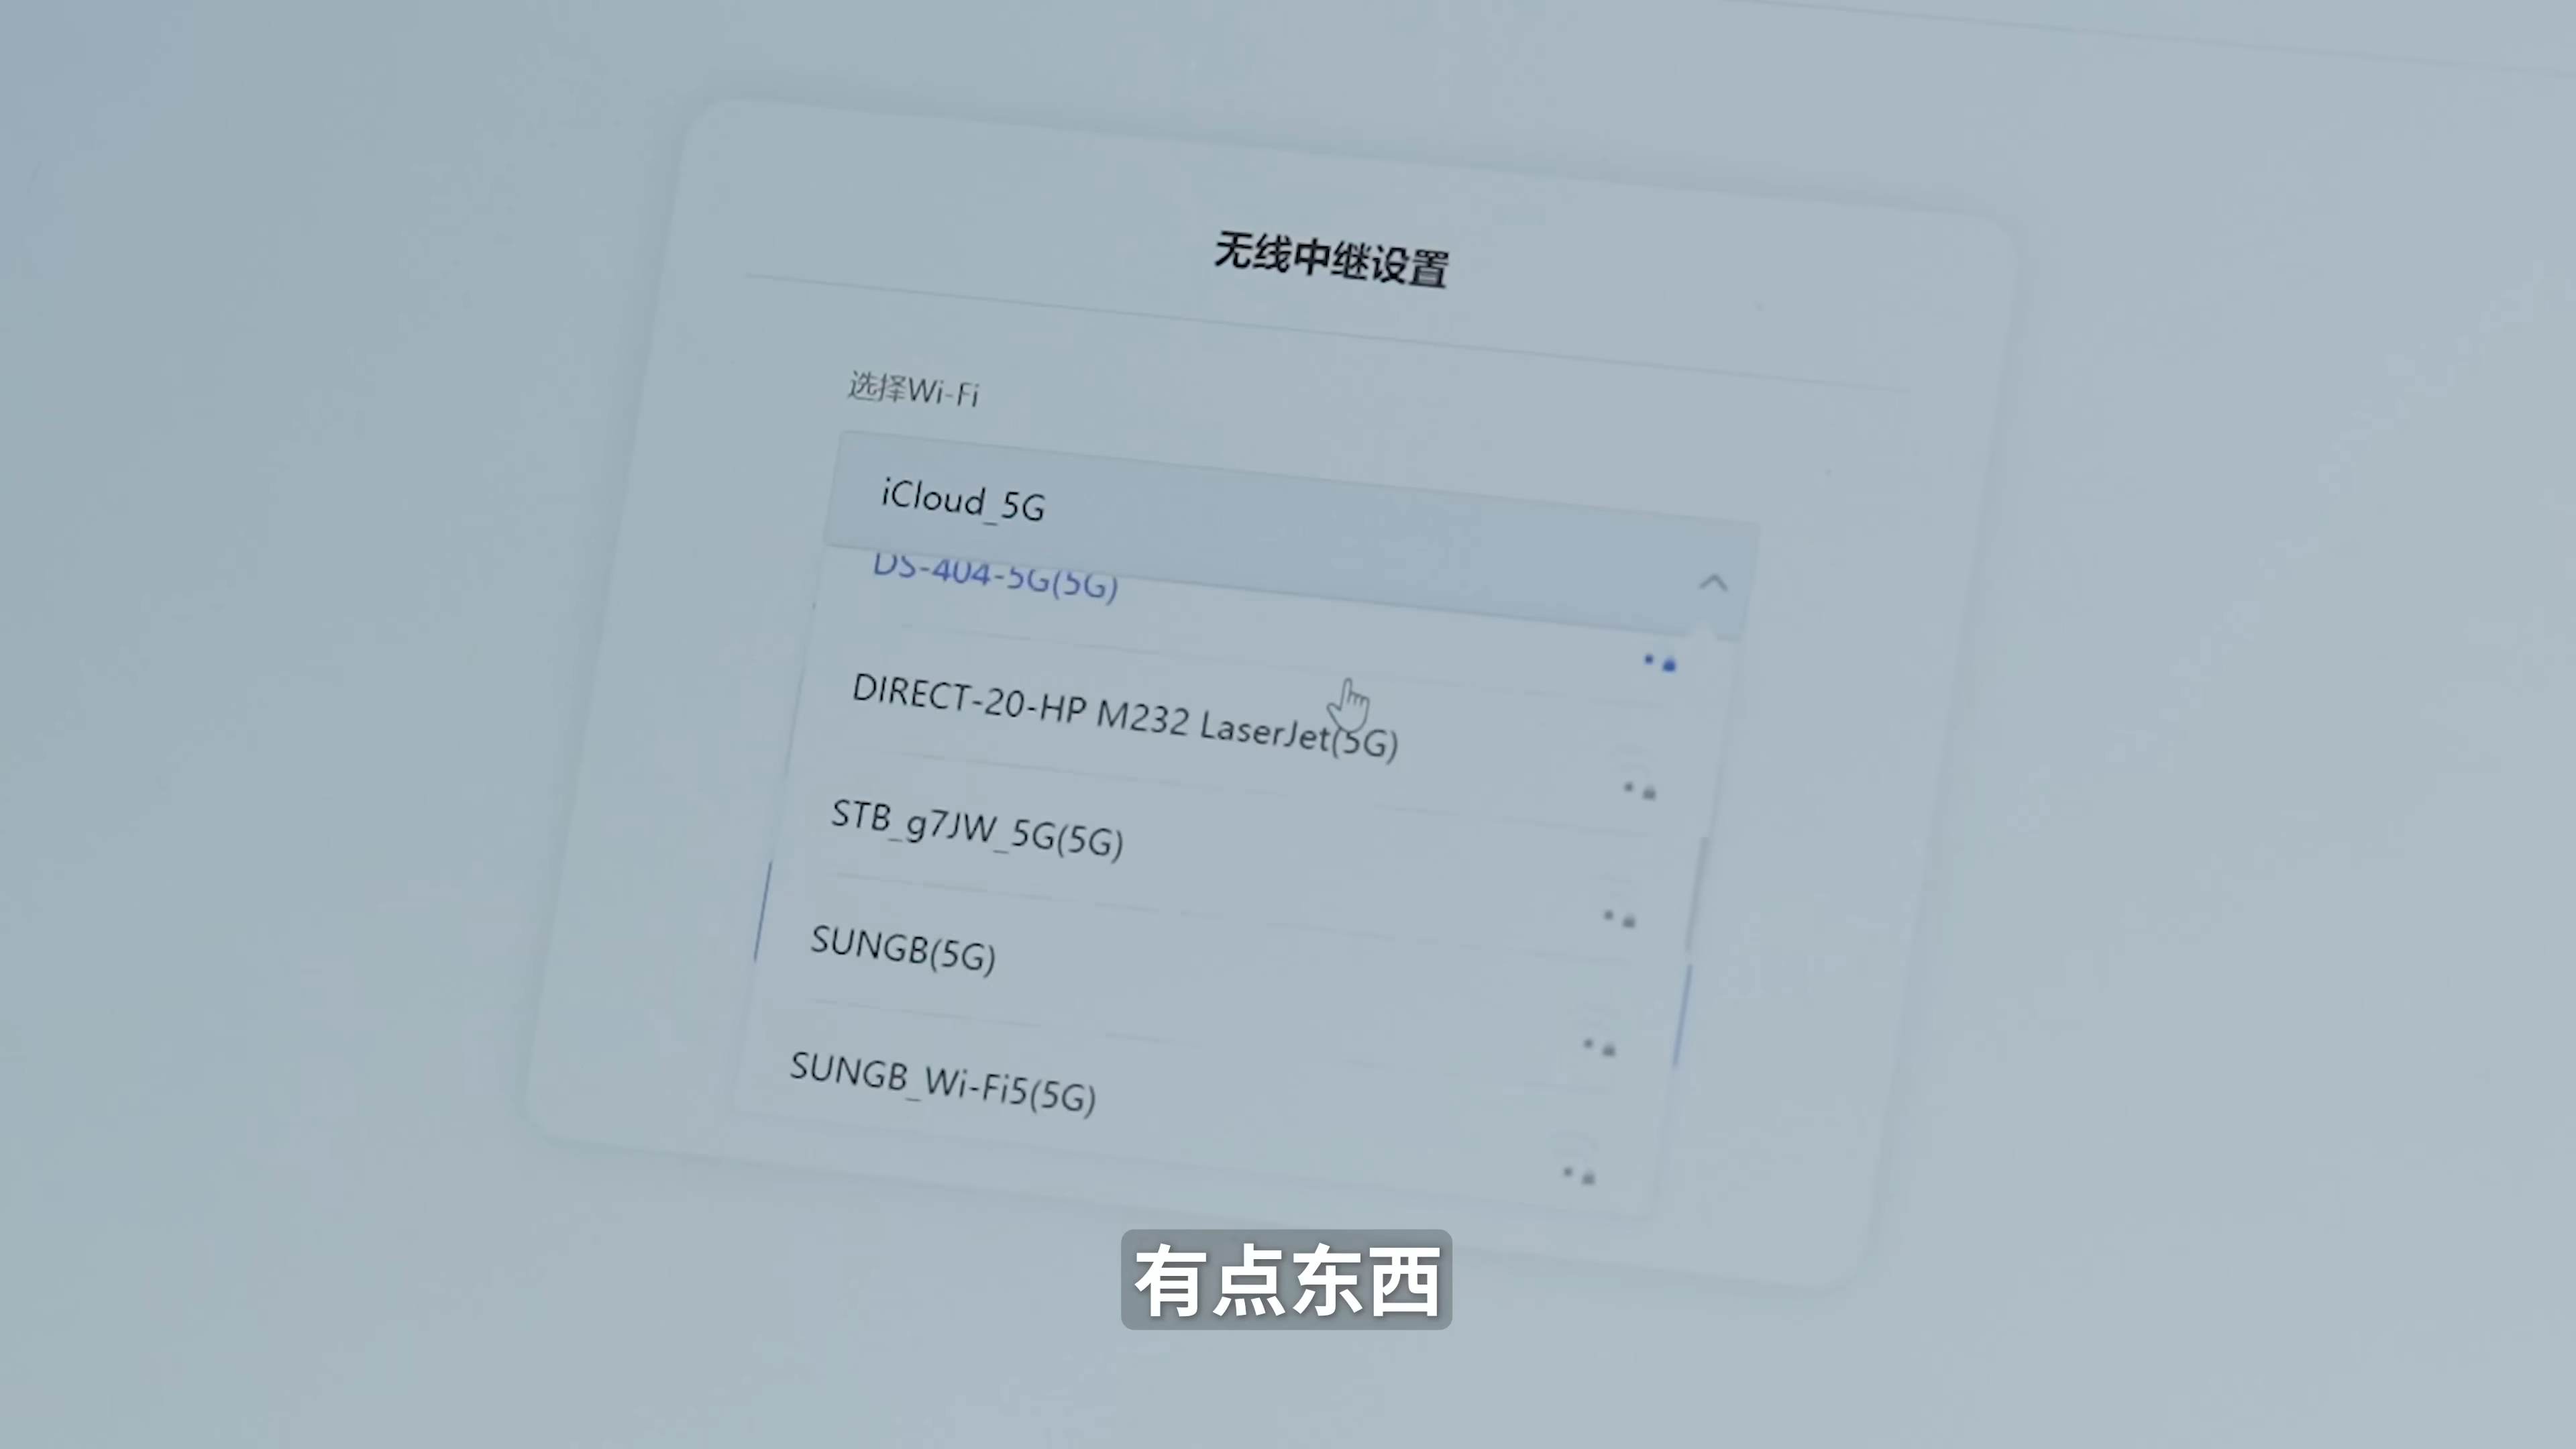 无线中继设置
选择Wi-Fi
iCloud_5G
DS-404-5G(5G)
DIRECT-20-HP M232 LaserJet(5G)
STB_g7JW_5G(5G)
SUNGB(5G)
SUNGB_Wi-Fi5(5G)
有点东西